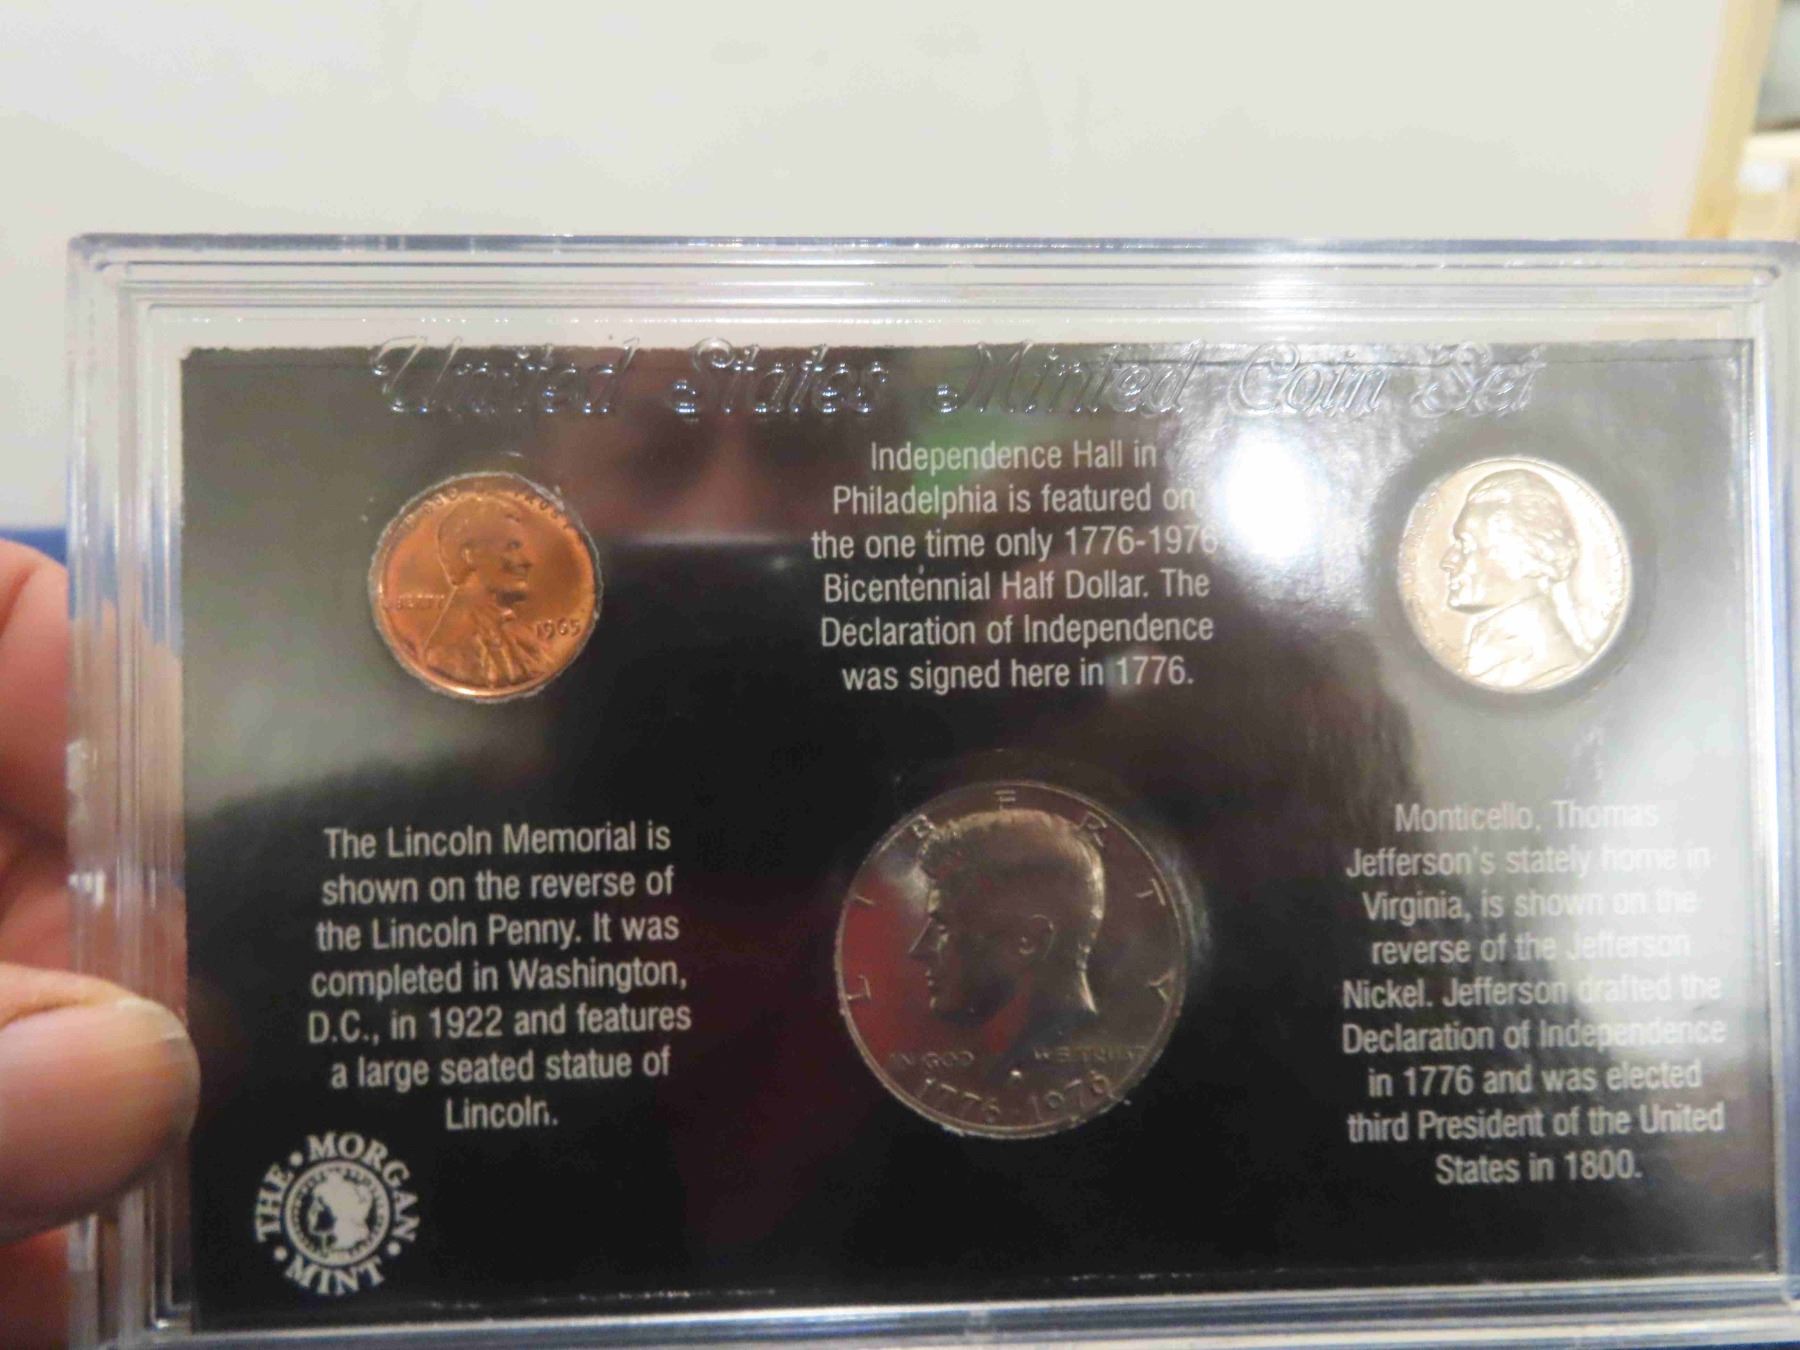 United States Minted Coin Set
Independence Hall in
Philadelphia is featured on
the one time only 1776-1976
Bicentennial Half Dollar. The
Declaration of Independence
was signed here in 1776.
LIBERTY
1965
The Lincoln Memorial is
shown on the reverse of
the Lincoln Penny. It was
completed in Washington,
D.C., in 1922 and features
a large seated statue of
Lincoln.
LIBERTY
IN GOD WE TRUST
1776-1976
Monticello, Thomas
Jefferson's stately home in
Virginia, is shown on the
reverse of the Jefferson
Nickel. Jefferson drafted the
Declaration of Independence
in 1776 and was elected
third President of the United
States in 1800.
THE • MORGAN • MINT •